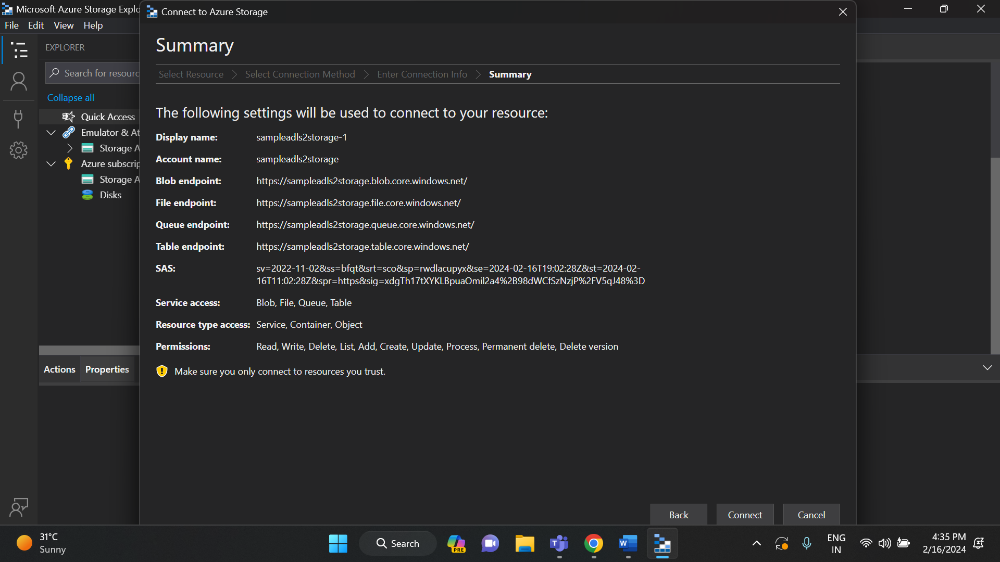 Microsoft Azure Storage Explo
Connect to Azure Storage
File Edit View Help
EXPLORER
Search for resourc
Collapse all
Quick Access
Emulator & At
Storage A
Azure subscrip
Storage A
Disks
Actions Properties
Summary
Select Resource Select Connection Method Enter Connection Info Summary
The following settings will be used to connect to your resource:
Display name: sampleadls2storage-1
Account name: sampleadls2storage
Blob endpoint: https://sampleadls2storage.blob.core.windows.net/
File endpoint: https://sampleadls2storage.file.core.windows.net/
Queue endpoint: https://sampleadls2storage.queue.core.windows.net/
Table endpoint: https://sampleadls2storage.table.core.windows.net/
SAS: sv=2022-11-02&ss=bfqt&srt=sco&sp=rwdlacupyx&se=2024-02-16T19:02:28Z&st=2024-02-
16T11:02:28Z&spr=https&sig=xdgTh17tXYKLBpuaOmil2a4%2B98dWCfSzNzjP%2FV5qJ48%3D
Service access: Blob, File, Queue, Table
Resource type access: Service, Container, Object
Permissions: Read, Write, Delete, List, Add, Create, Update, Process, Permanent delete, Delete version
Make sure you only connect to resources you trust.
Back Connect Cancel
31°C
Sunny
Search
PRE
ENG
IN
4:35 PM
2/16/2024